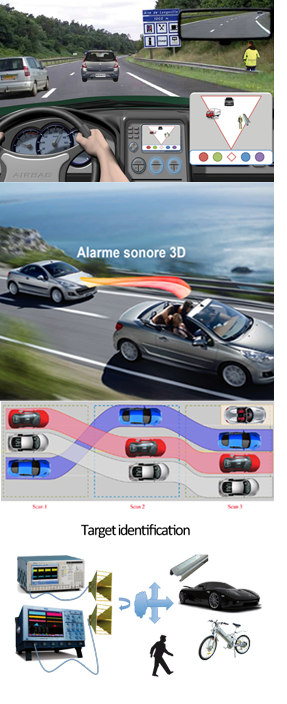 AIRBAG
Alarme sonore 3D
Scan 1
Scan 2
Scan 3
Target identification